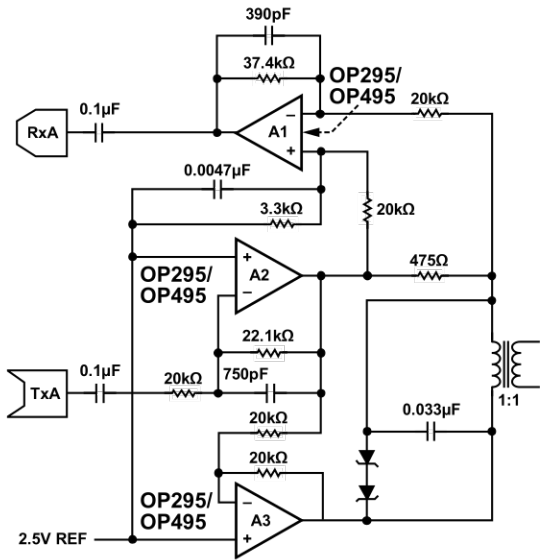 390pF
37.4kΩ
OP295/
OP495
0.1µF
20kΩ
RxA
−
A1
+
0.0047µF
3.3kΩ
20kΩ
475Ω
+
A2
−
OP295/
OP495
22.1kΩ
0.1µF
750pF
TxA
20kΩ
1:1
0.033µF
20kΩ
20kΩ
OP295/
OP495
−
A3
+
2.5V REF